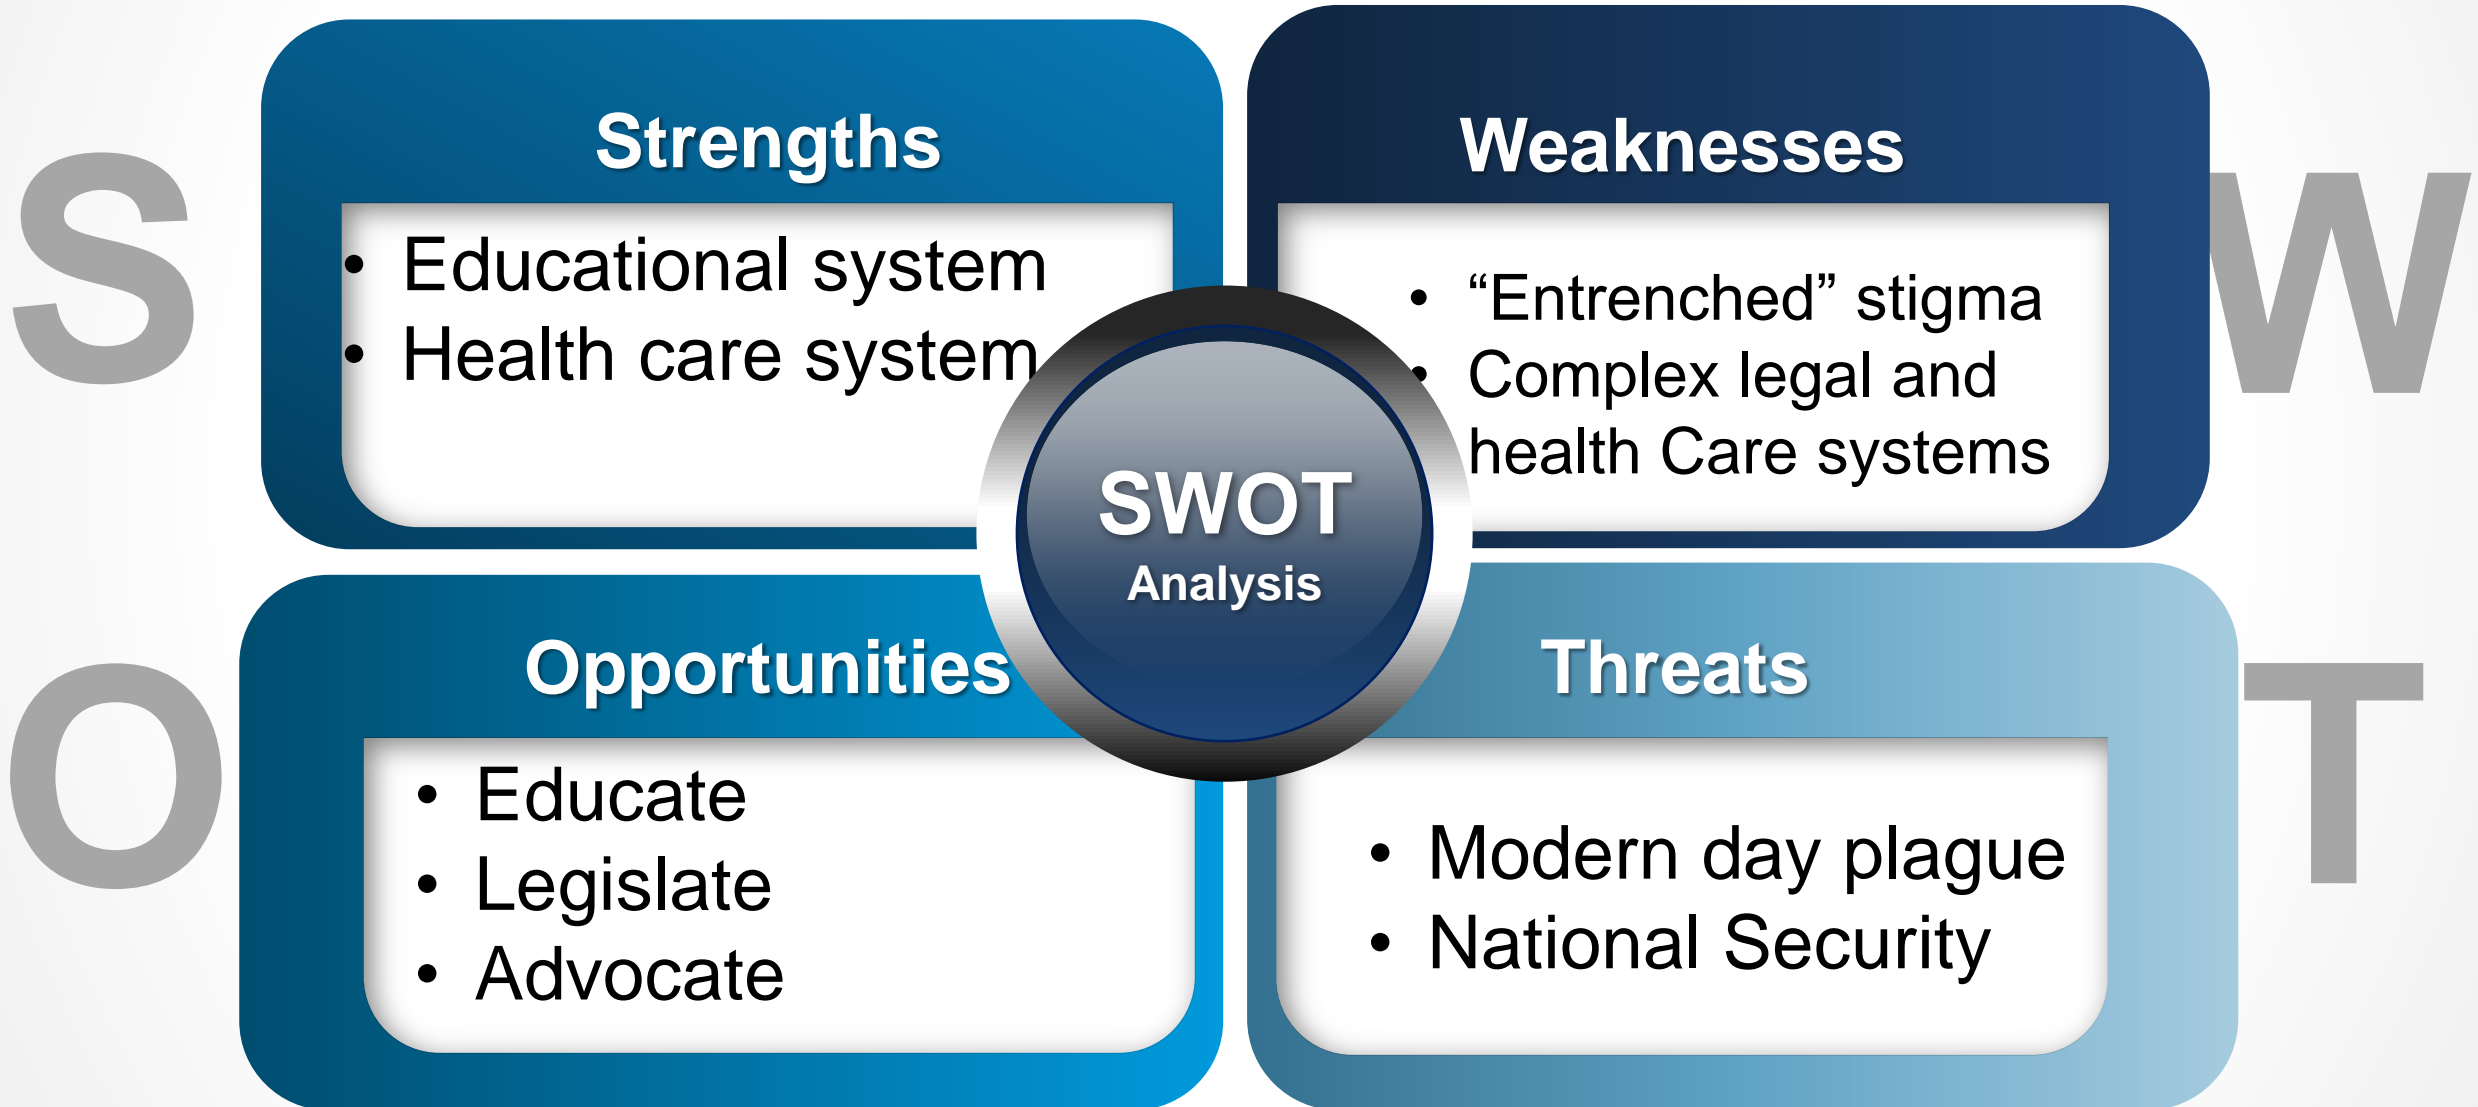 S
Strengths
• Educational system
• Health care system
W
Weaknesses
• “Entrenched” stigma
• Complex legal and
health Care systems
SWOT
Analysis
O
Opportunities
• Educate
• Legislate
• Advocate
T
Threats
• Modern day plague
• National Security